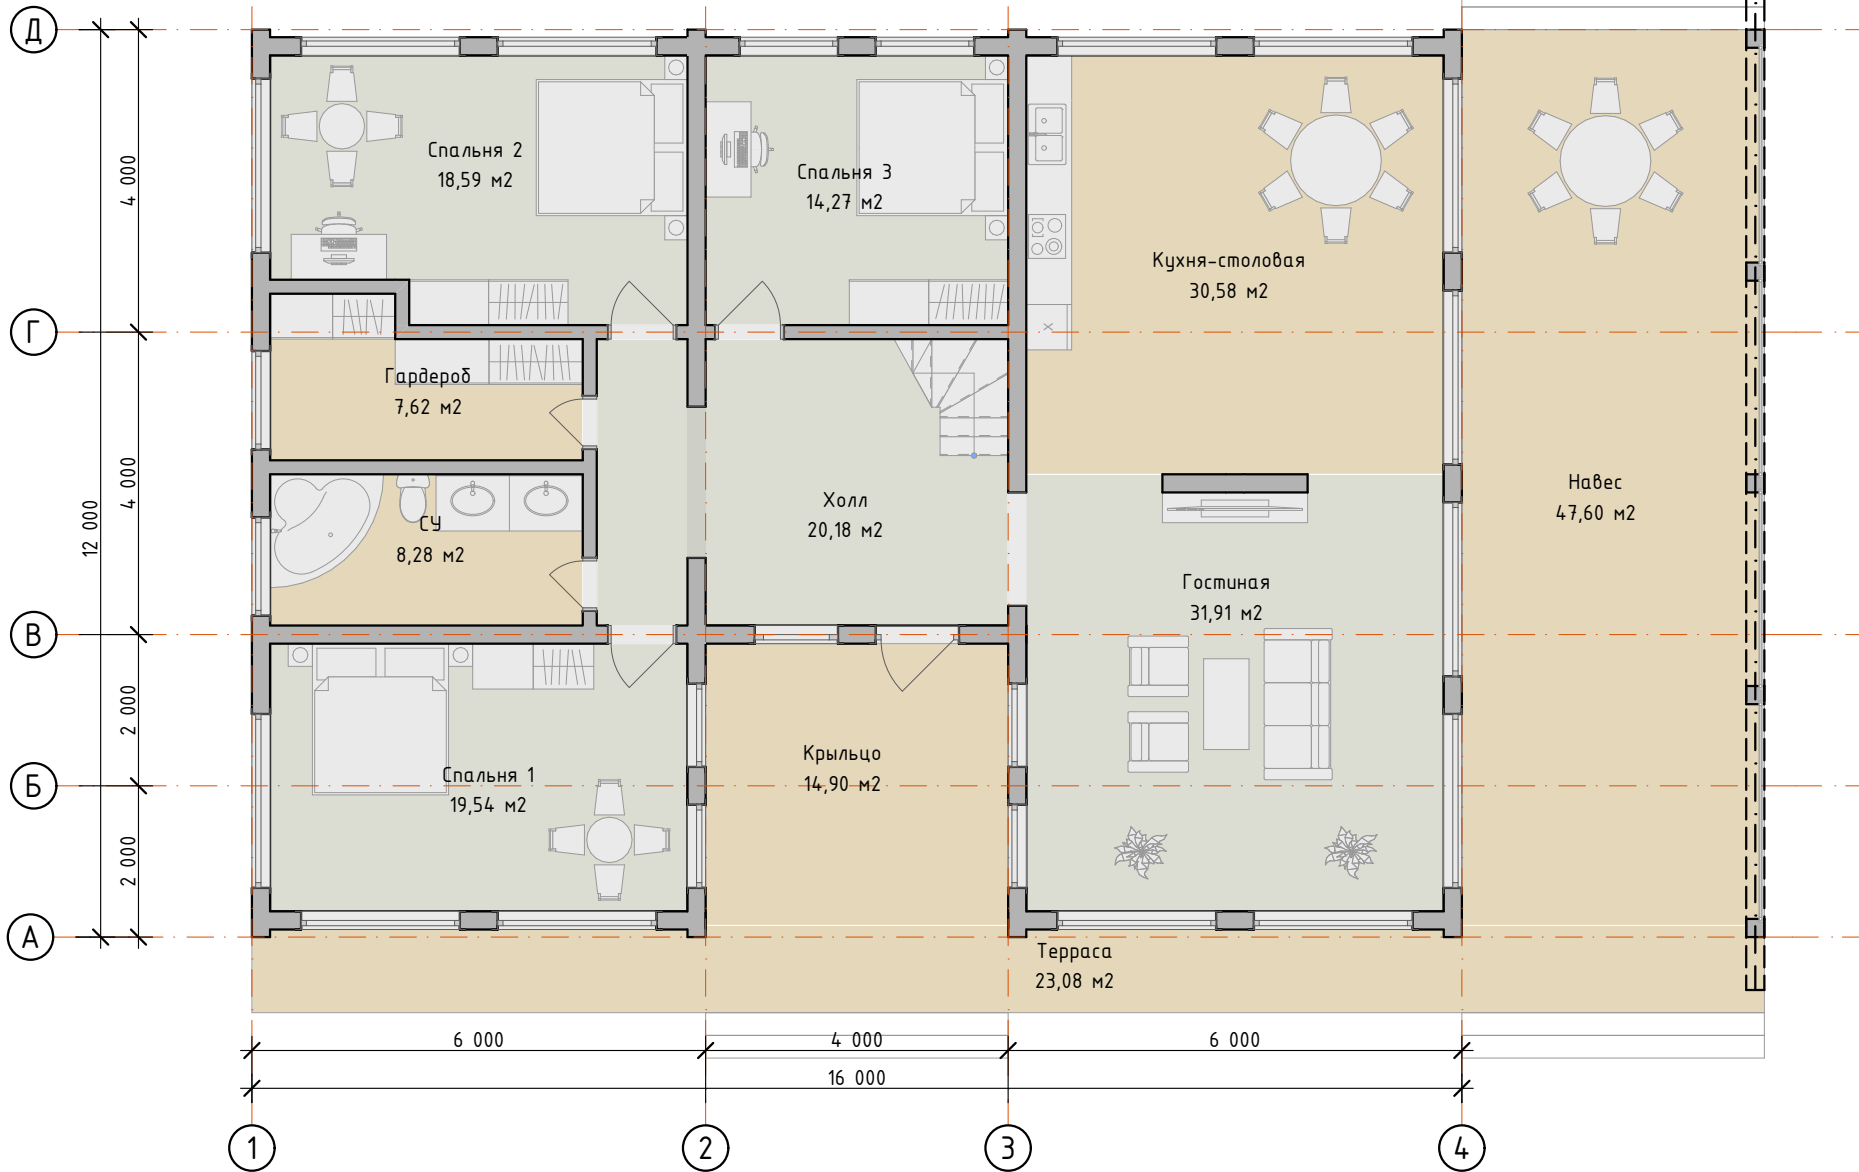 Д
Г
В
Б
А
4 000
4 000
12 000
2 000
2 000
Спальня 2
18,59 м2
Спальня 3
14,27 м2
Кухня-столовая
30,58 м2
Гардероб
7,62 м2
СУ
8,28 м2
Холл
20,18 м2
Навес
47,60 м2
Гостиная
31,91 м2
Спальня 1
19,54 м2
Крыльцо
14,90 м2
Терраса
23,08 м2
6 000
4 000
6 000
16 000
1
2
3
4